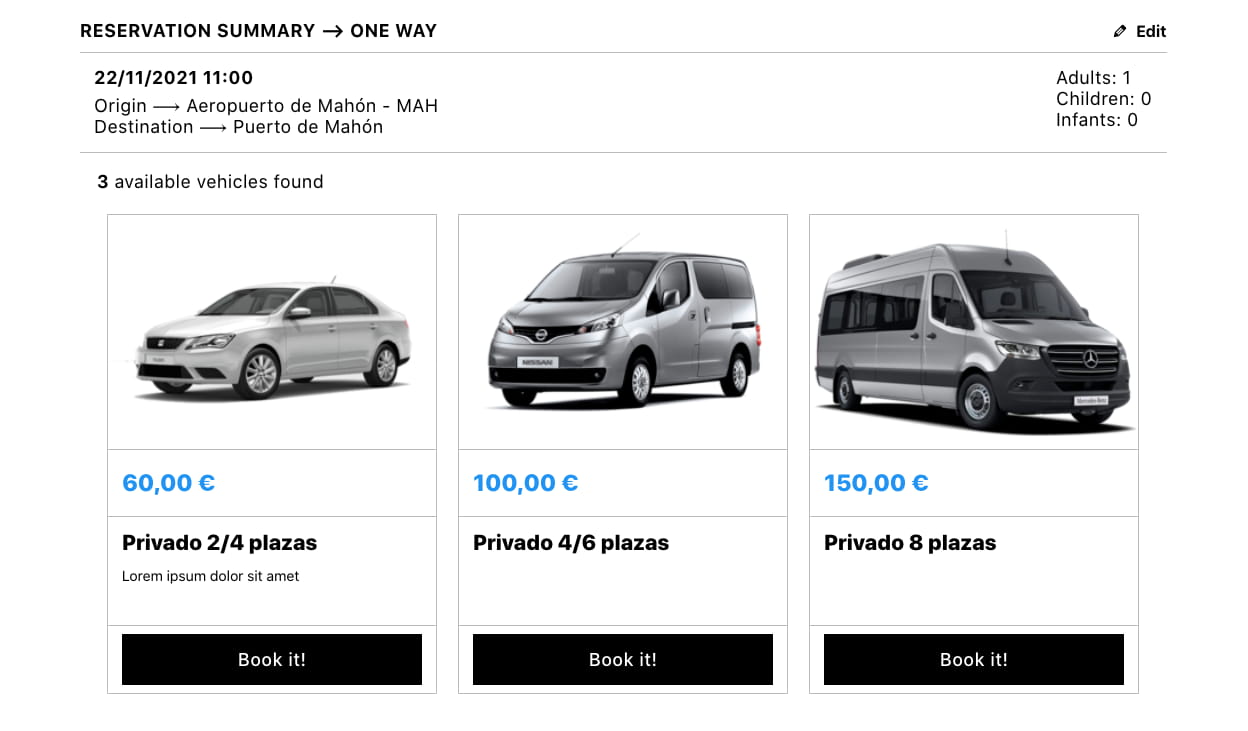 RESERVATION SUMMARY → ONE WAY
Edit
22/11/2021 11:00
Origin ⟶ Aeropuerto de Mahón - MAH
Destination ⟶ Puerto de Mahón
Adults: 1
Children: 0
Infants: 0
3 available vehicles found
NISSAN
Mercedes-Benz
60,00 €
100,00 €
150,00 €
Privado 2/4 plazas
Privado 4/6 plazas
Privado 8 plazas
Lorem ipsum dolor sit amet
Book it!
Book it!
Book it!